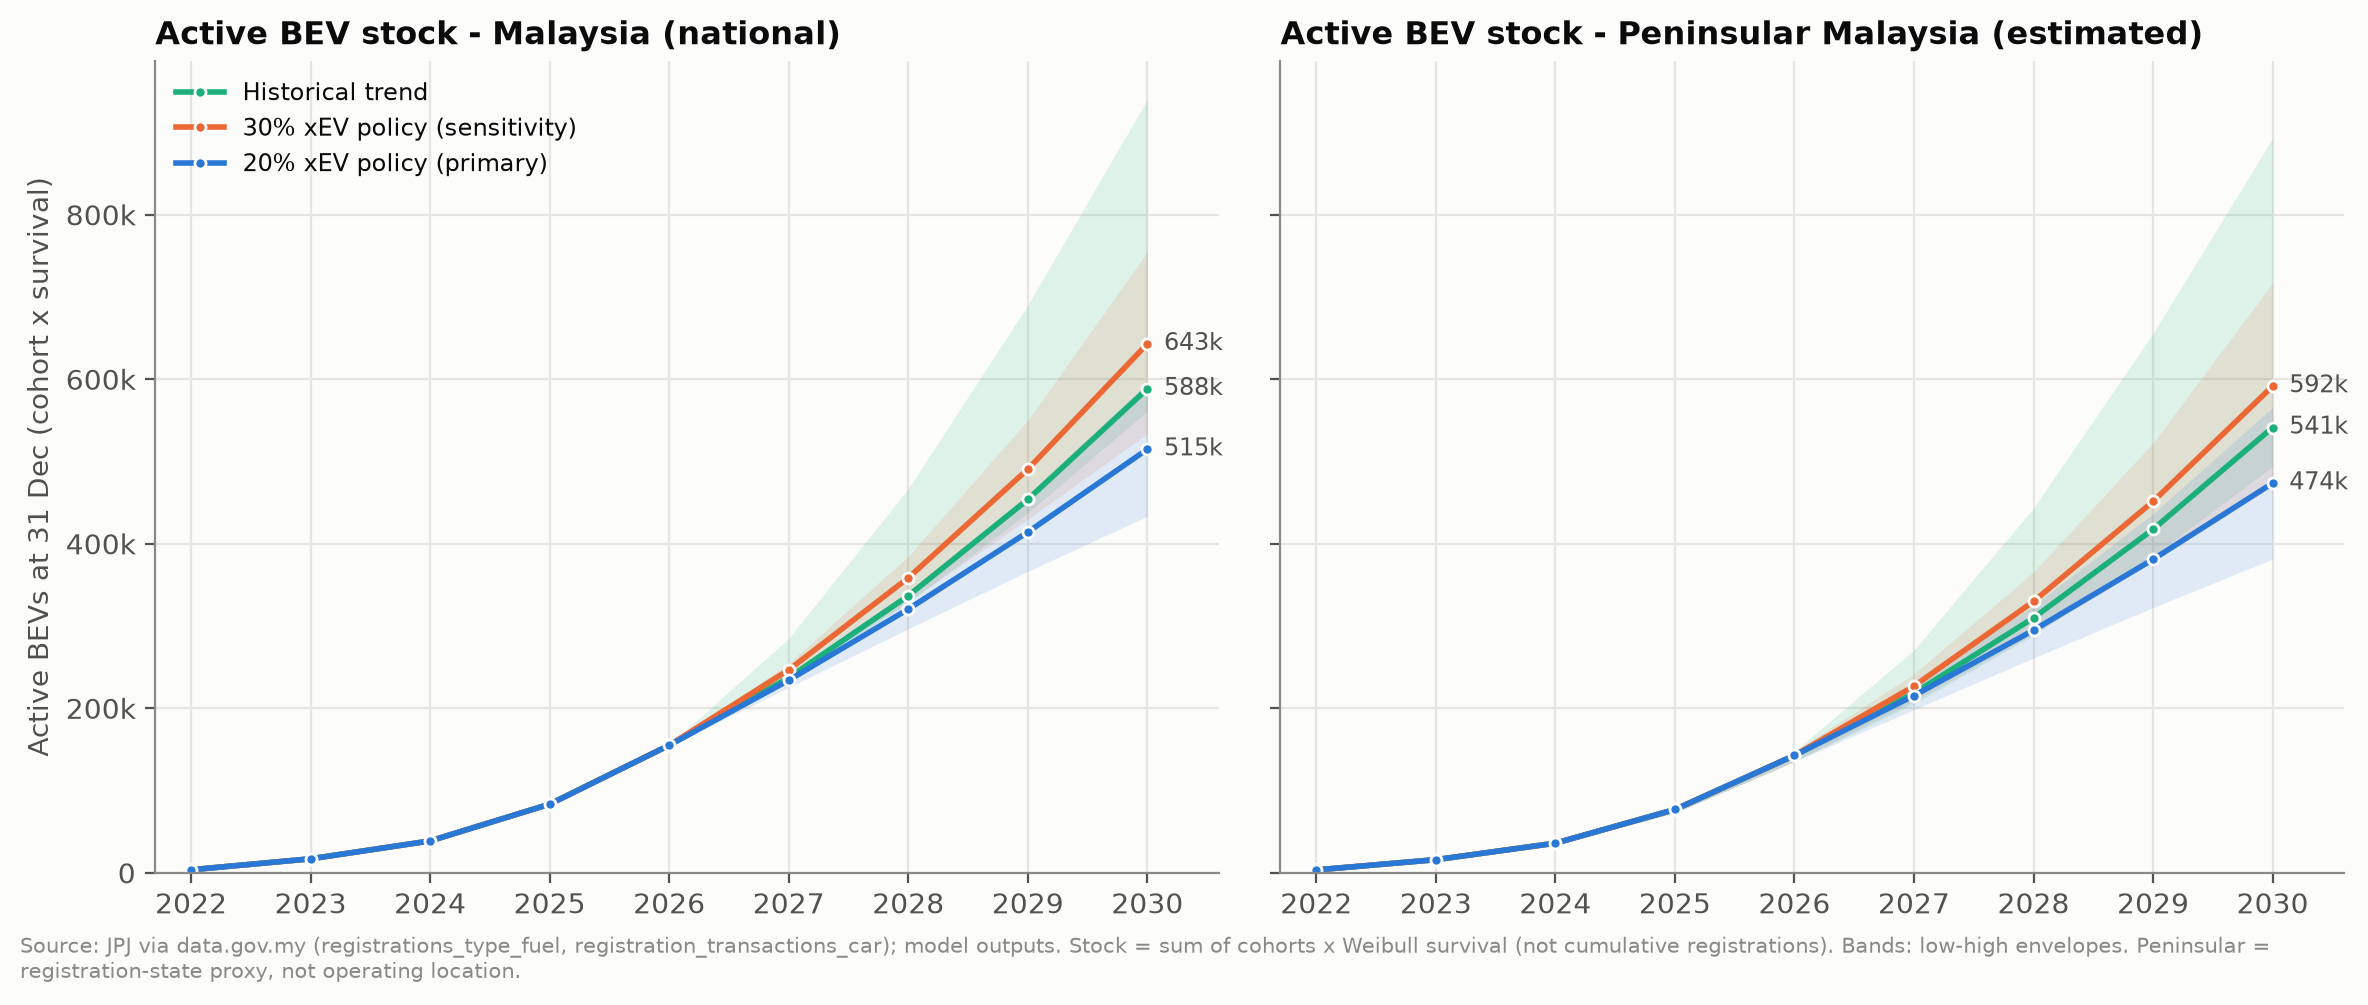 Active BEV stock - Malaysia (national)
Active BEV stock - Peninsular Malaysia (estimated)
Historical trend
30% xEV policy (sensitivity)
20% xEV policy (primary)
Active BEVs at 31 Dec (cohort x survival)
800k
600k
400k
200k
0
643k
588k
515k
592k
541k
474k
2022 2023 2024 2025 2026 2027 2028 2029 2030
2022 2023 2024 2025 2026 2027 2028 2029 2030
Source: JPJ via data.gov.my (registrations_type_fuel, registration_transactions_car); model outputs. Stock = sum of cohorts x Weibull survival (not cumulative registrations). Bands: low-high envelopes. Peninsular =
registration-state proxy, not operating location.